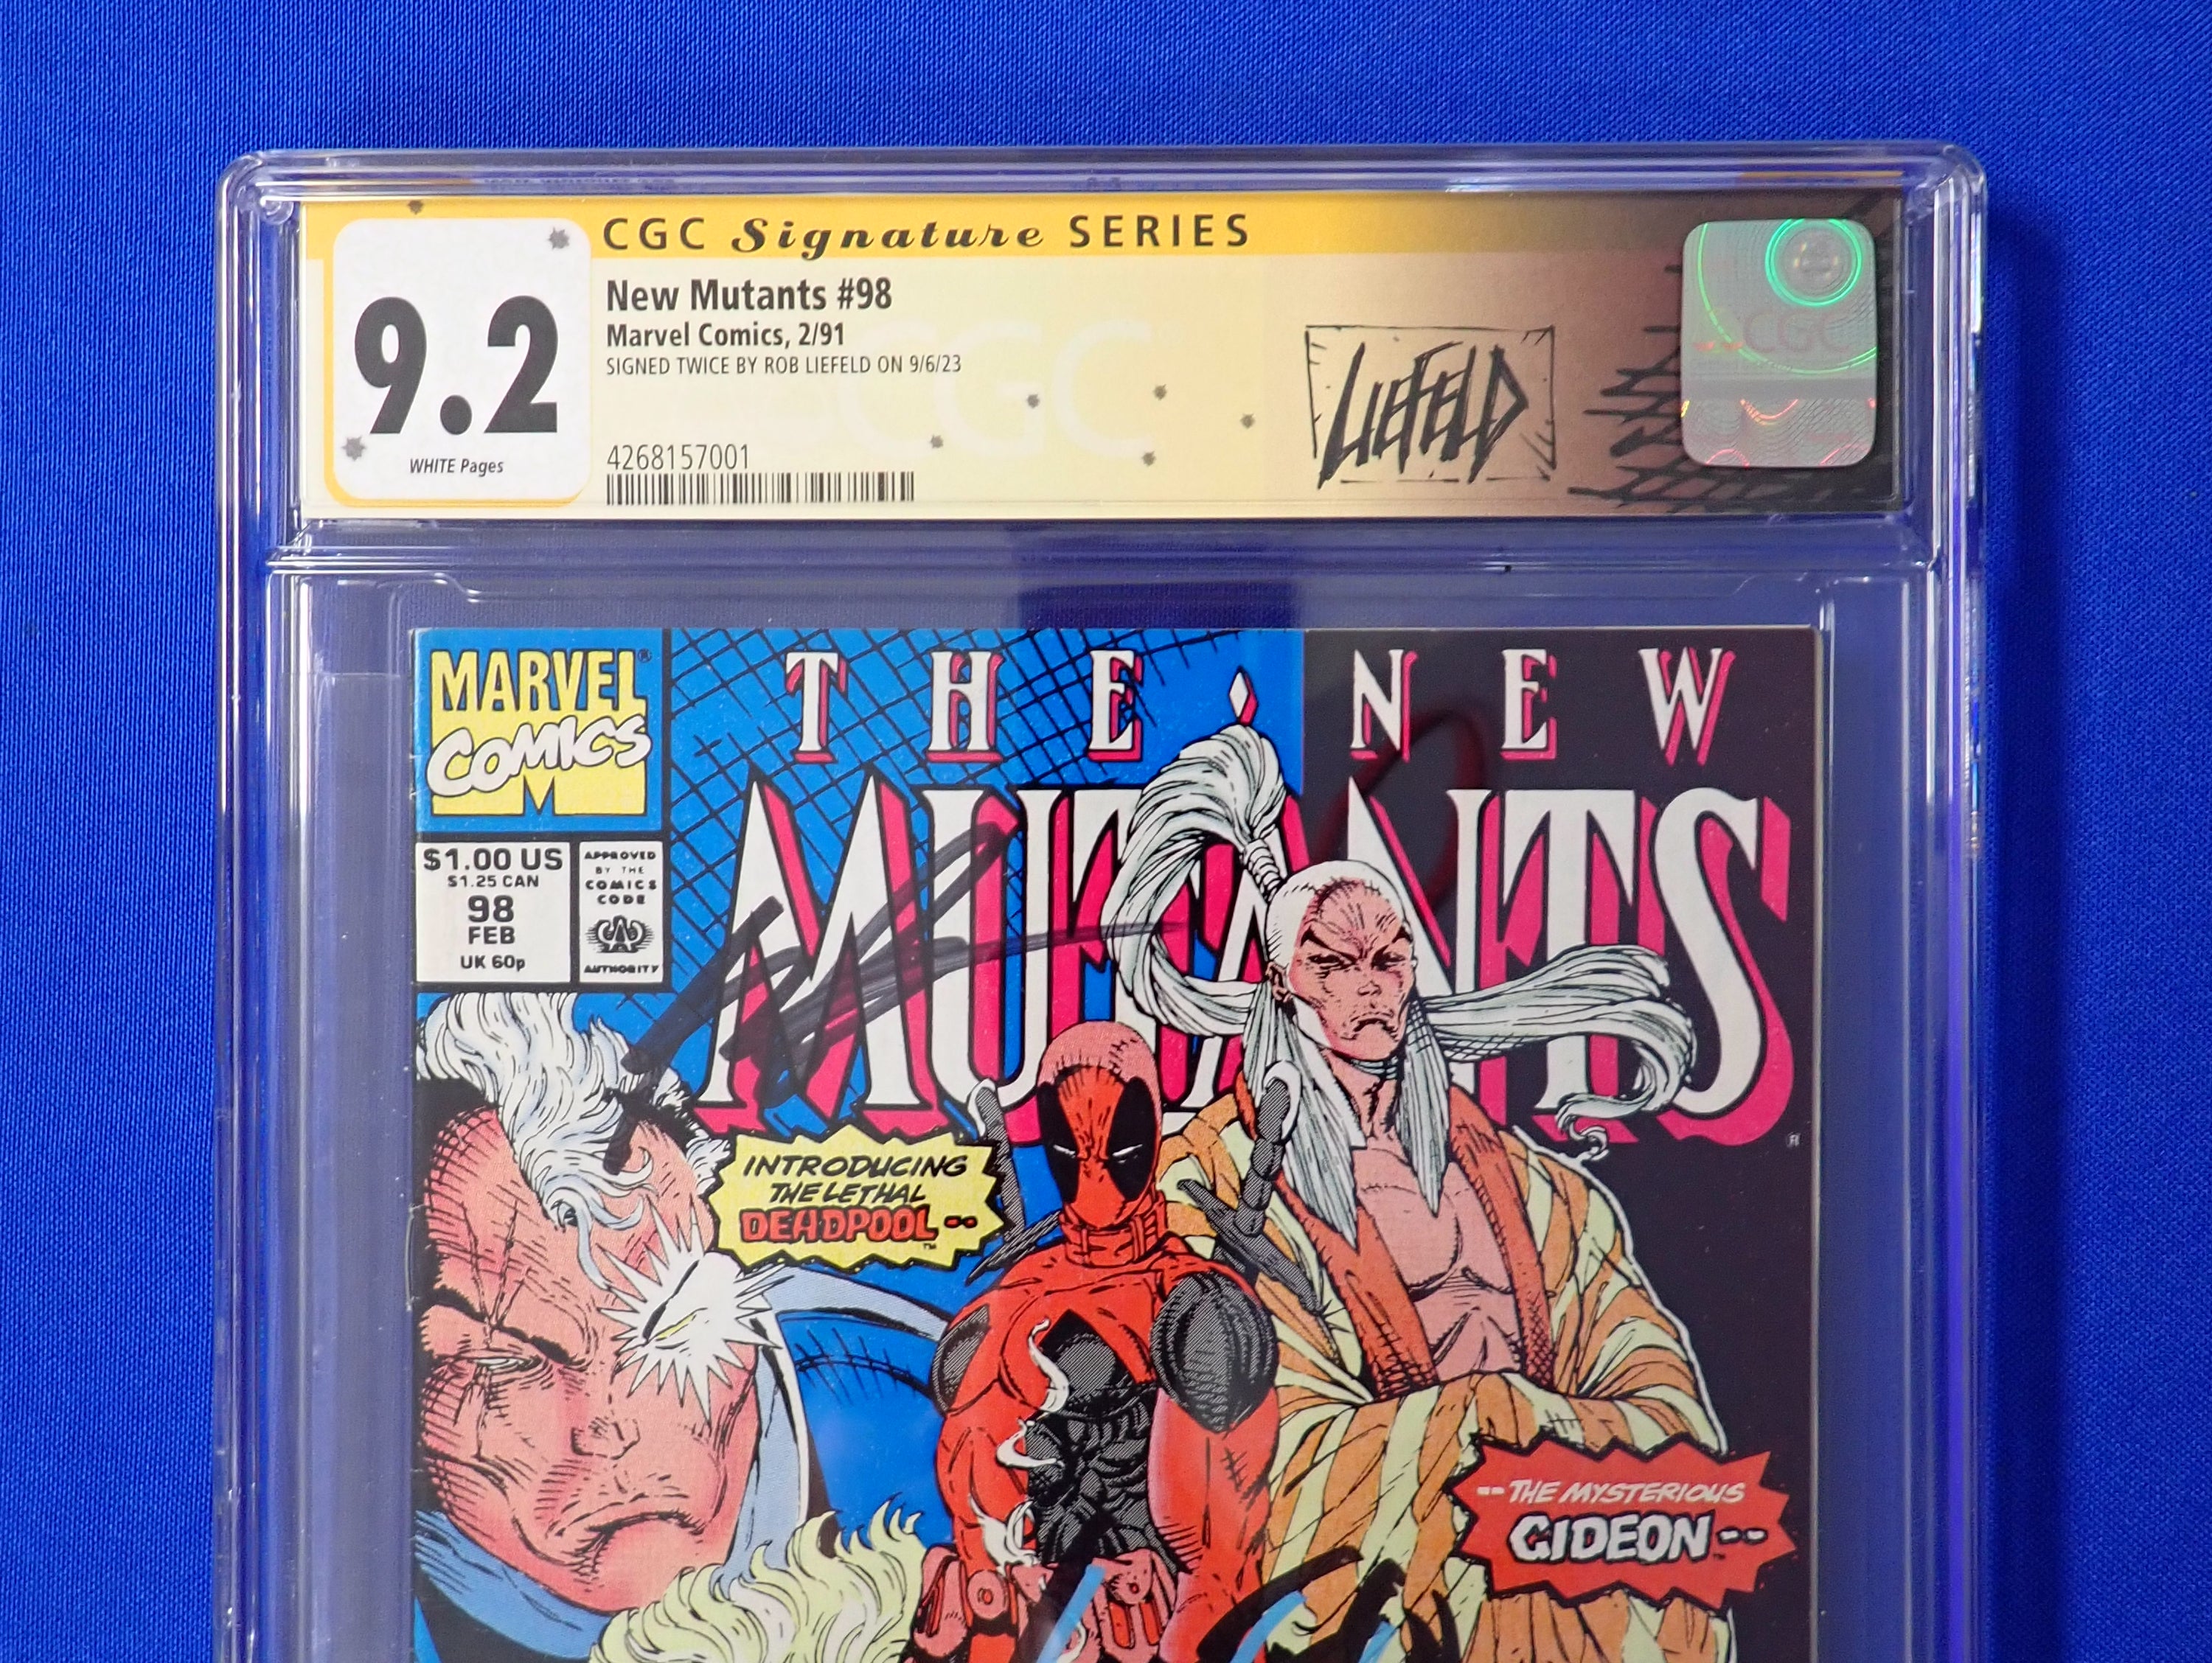 CGC Signature SERIES
9.2
WHITE Pages
New Mutants #98
Marvel Comics, 2/91
SIGNED TWICE BY ROB LIEFELD ON 9/6/23
4268157001
CGC
LIEFELD
CGC
MARVEL®
COMICS
M
$1.00 US
$1.25 CAN
98
FEB
UK 60p
APPROVED
BY THE
COMICS
CODE
AUTHORITY
THE NEW
MUTANTS
®
INTRODUCING
THE LETHAL
DEADPOOL --
™
-- THE MYSTERIOUS
GIDEON --